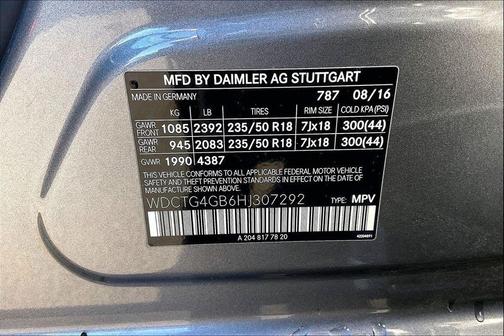 MFD BY DAIMLER AG STUTTGART
MADE IN GERMANY 787 08/16
KG LB TIRES RIM SIZE COLD KPA (PSI)
GAWR FRONT 1085 2392 235/50 R18 7Jx18 300(44)
GAWR REAR 945 2083 235/50 R18 7Jx18 300(44)
GVWR 1990 4387
THIS VEHICLE CONFORMS TO ALL APPLICABLE FEDERAL MOTOR VEHICLE
SAFETY STANDARDS IN EFFECT ON THE DATE
OF MANUFACTURE SHOWN ABOVE.
WDCTG4GB6HJ307292 TYPE: MPV
A 204 817 78 20